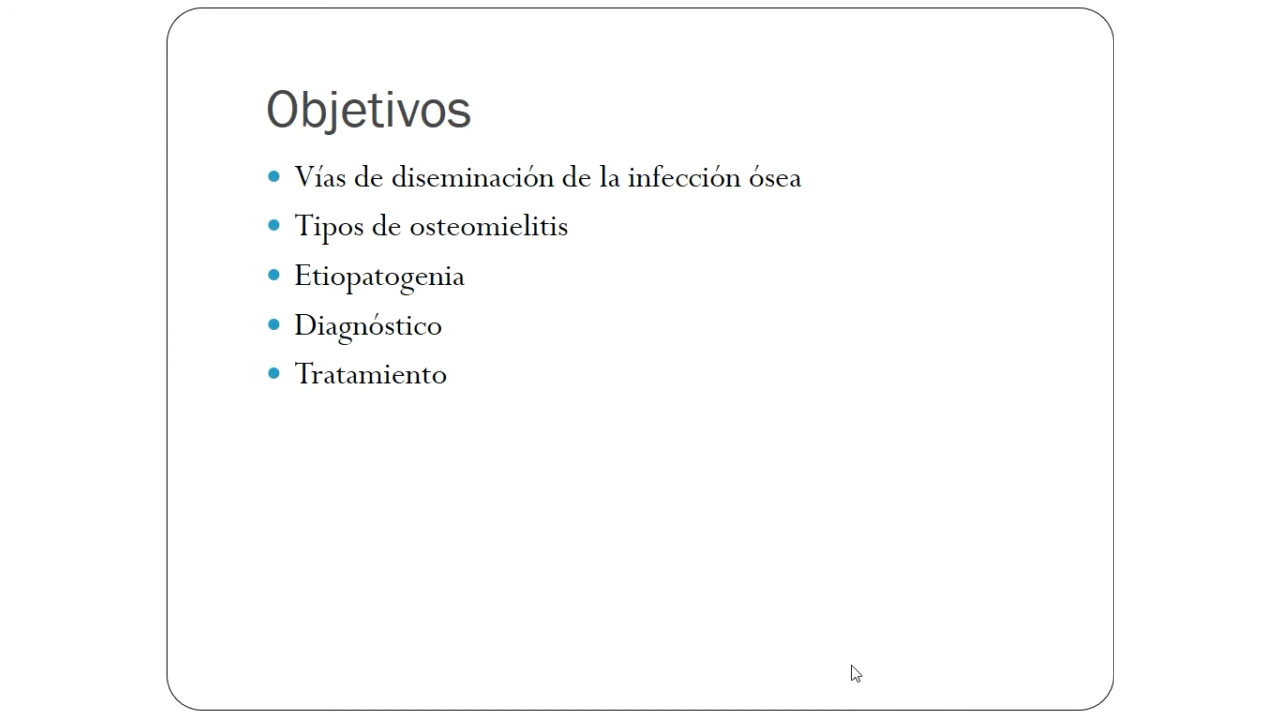 Objetivos
Vías de diseminación de la infección ósea
Tipos de osteomielitis
Etiopatogenia
Diagnóstico
Tratamiento